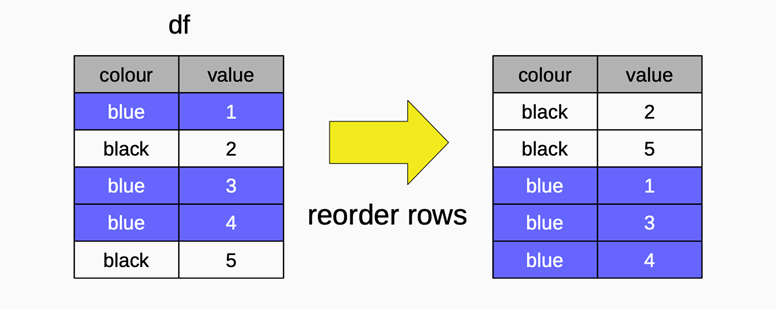 df
colour value
blue 1
black 2
blue 3
blue 4
black 5
reorder rows
colour value
black 2
black 5
blue 1
blue 3
blue 4